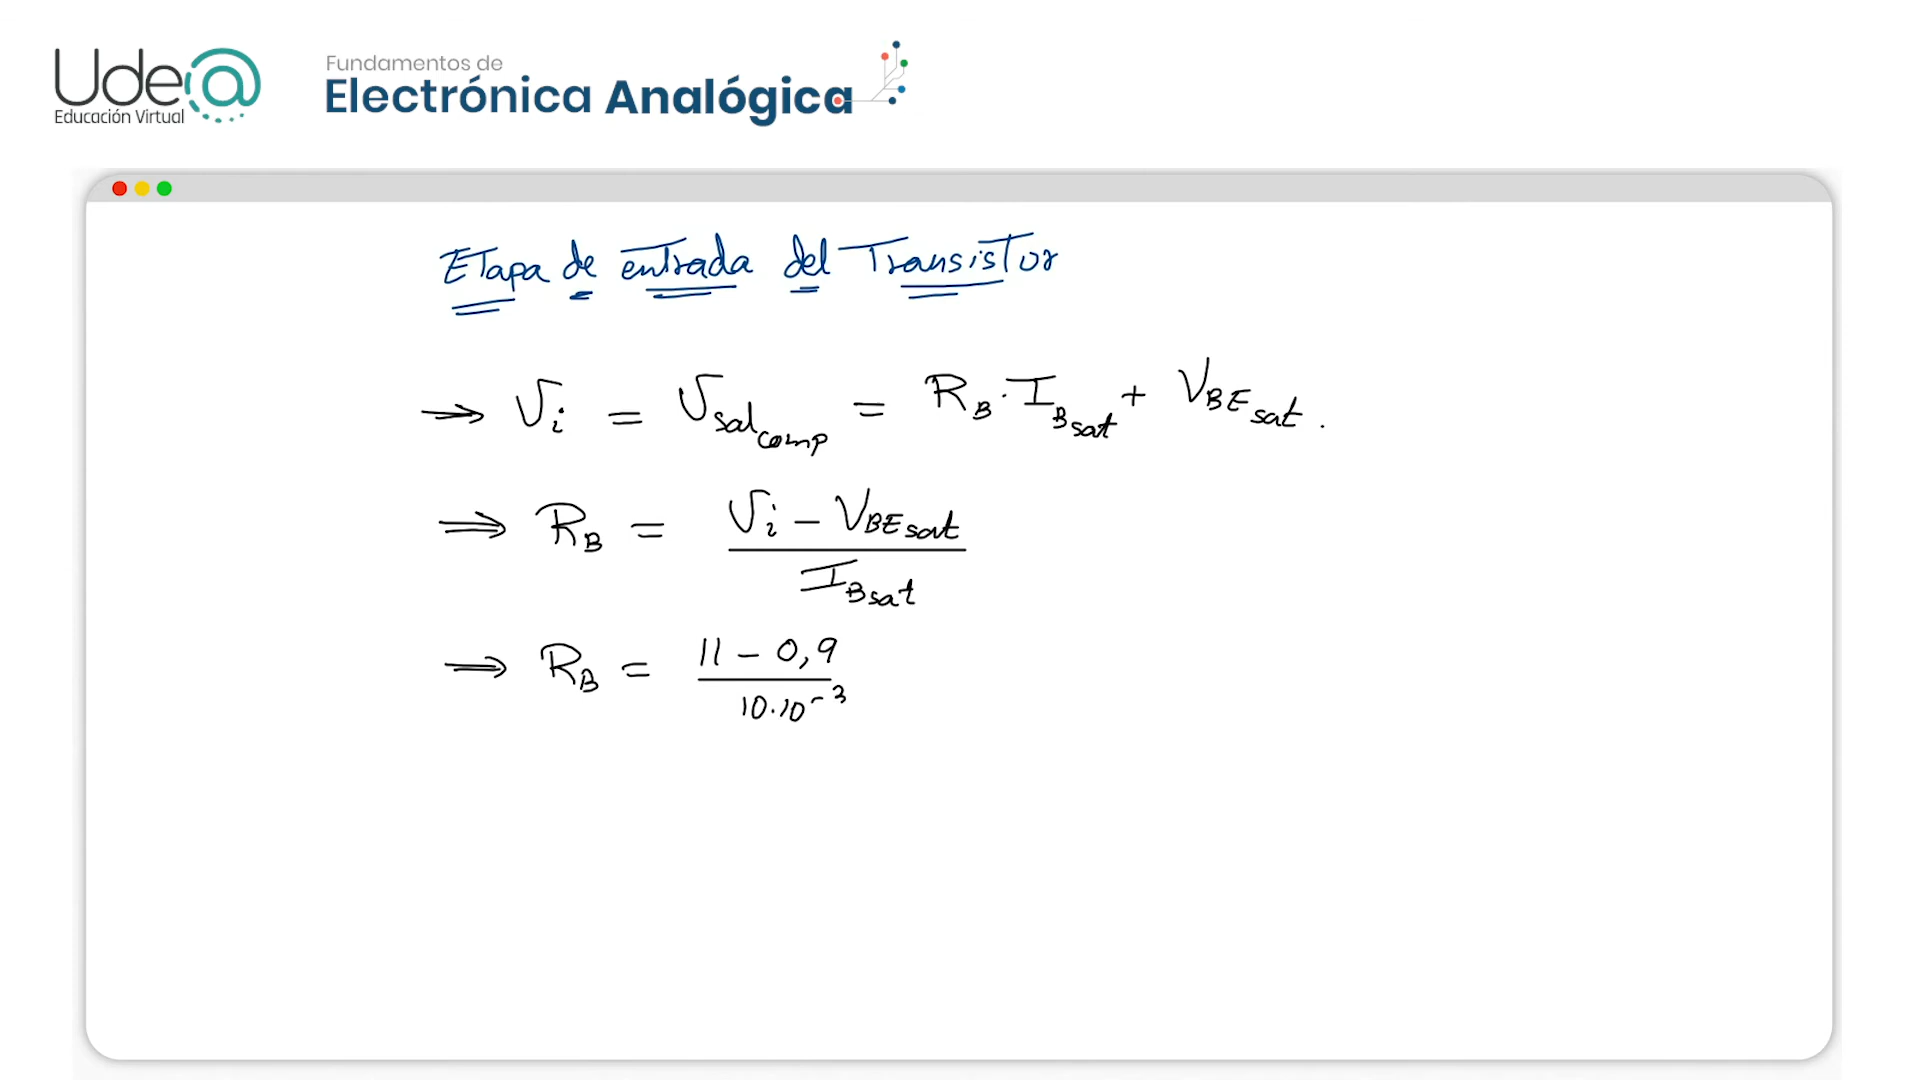 Ude@
Educación Virtual
Fundamentos de
Electrónica Analógica
Etapa de entrada del Transistor
→ Vi = Vsalcomp = RB · IBsat + VBEsat.
⇒ RB = Vi − VBEsat
IBsat
⇒ RB = 11 − 0,9
10·10⁻³